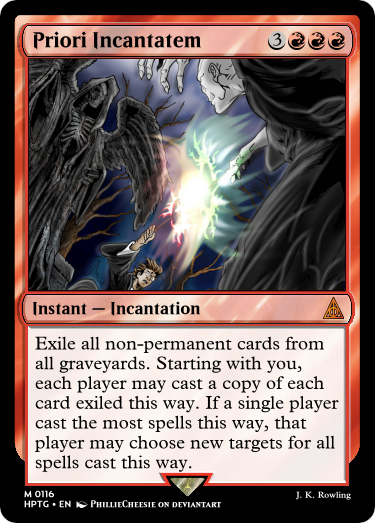 Priori Incantatem 3
Instant — Incantation
Exile all non-permanent cards from
all graveyards. Starting with you,
each player may cast a copy of each
card exiled this way. If a single player
cast the most spells this way, that
player may choose new targets for all
spells cast this way.
M 0116
J. K. Rowling
HPTG • EN PhillieCheesie on deviantart